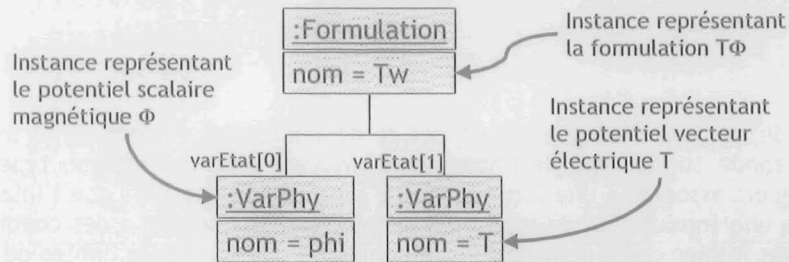 :Formulation
nom = Tw
Instance représentant
la formulation TΦ
Instance représentant
le potentiel scalaire
magnétique Φ
Instance représentant
le potentiel vecteur
électrique T
varEtat[0]
varEtat[1]
:VarPhy
nom = phi
:VarPhy
nom = T